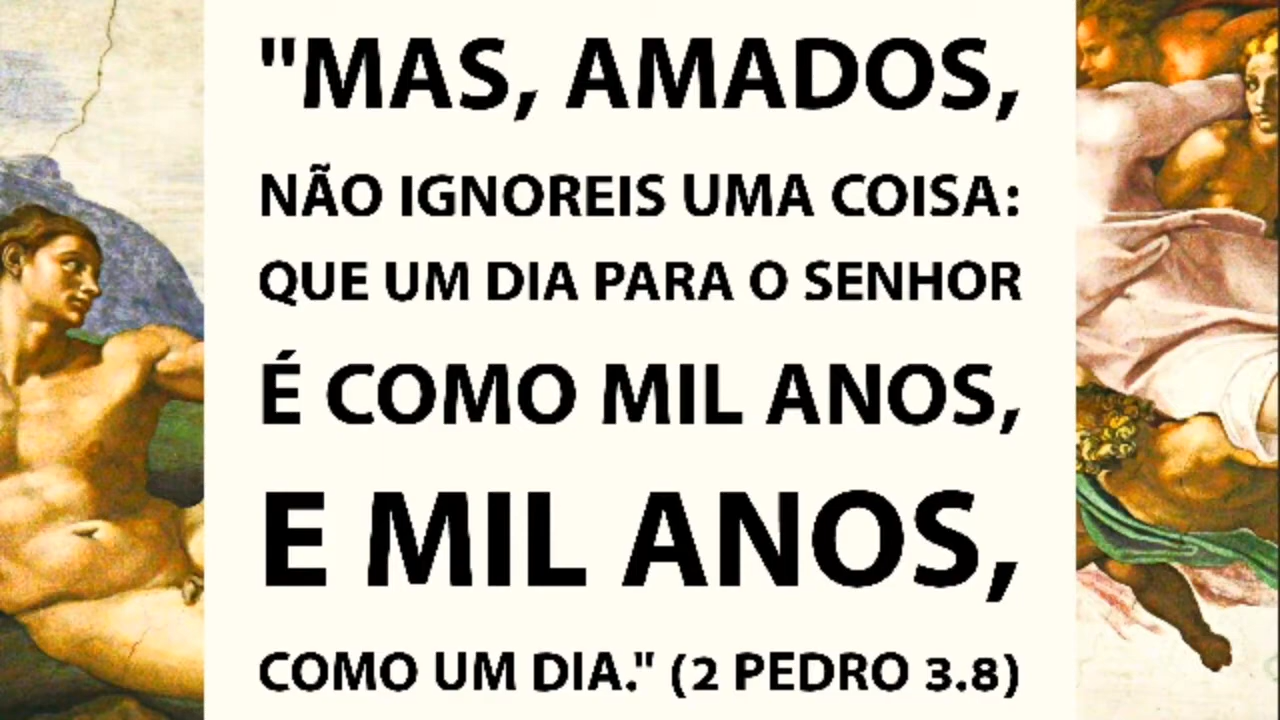 "MAS, AMADOS,
NÃO IGNOREIS UMA COISA:
QUE UM DIA PARA O SENHOR
É COMO MIL ANOS,
E MIL ANOS,
COMO UM DIA." (2 PEDRO 3.8)